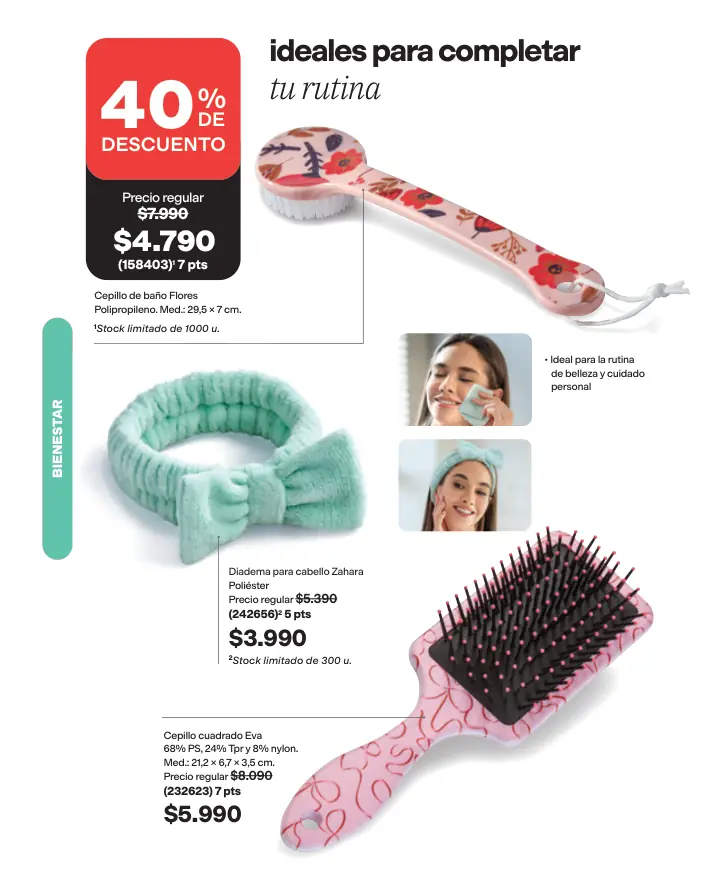 ideales para completar
tu rutina
40%
DE
DESCUENTO
Precio regular
$7.990
$4.790
(158403)¹ 7 pts
Cepillo de baño Flores
Polipropileno. Med.: 29,5 × 7 cm.
¹Stock limitado de 1000 u.
• Ideal para la rutina
de belleza y cuidado
personal
BIENESTAR
Diadema para cabello Zahara
Poliéster
Precio regular $5.390
(242656)² 5 pts
$3.990
²Stock limitado de 300 u.
Cepillo cuadrado Eva
68% PS, 24% Tpr y 8% nylon.
Med.: 21,2 × 6,7 × 3,5 cm.
Precio regular $8.090
(232623) 7 pts
$5.990